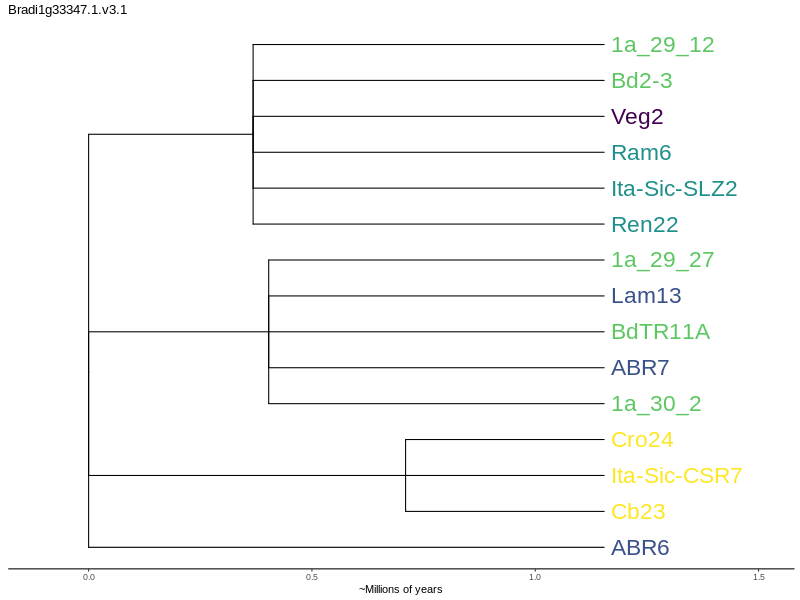 Bradi1g33347.1.v3.1
1a_29_12
Bd2-3
Veg2
Ram6
Ita-Sic-SLZ2
Ren22
1a_29_27
Lam13
BdTR11A
ABR7
1a_30_2
Cro24
Ita-Sic-CSR7
Cb23
ABR6
0.0 0.5 1.0 1.5
~Millions of years